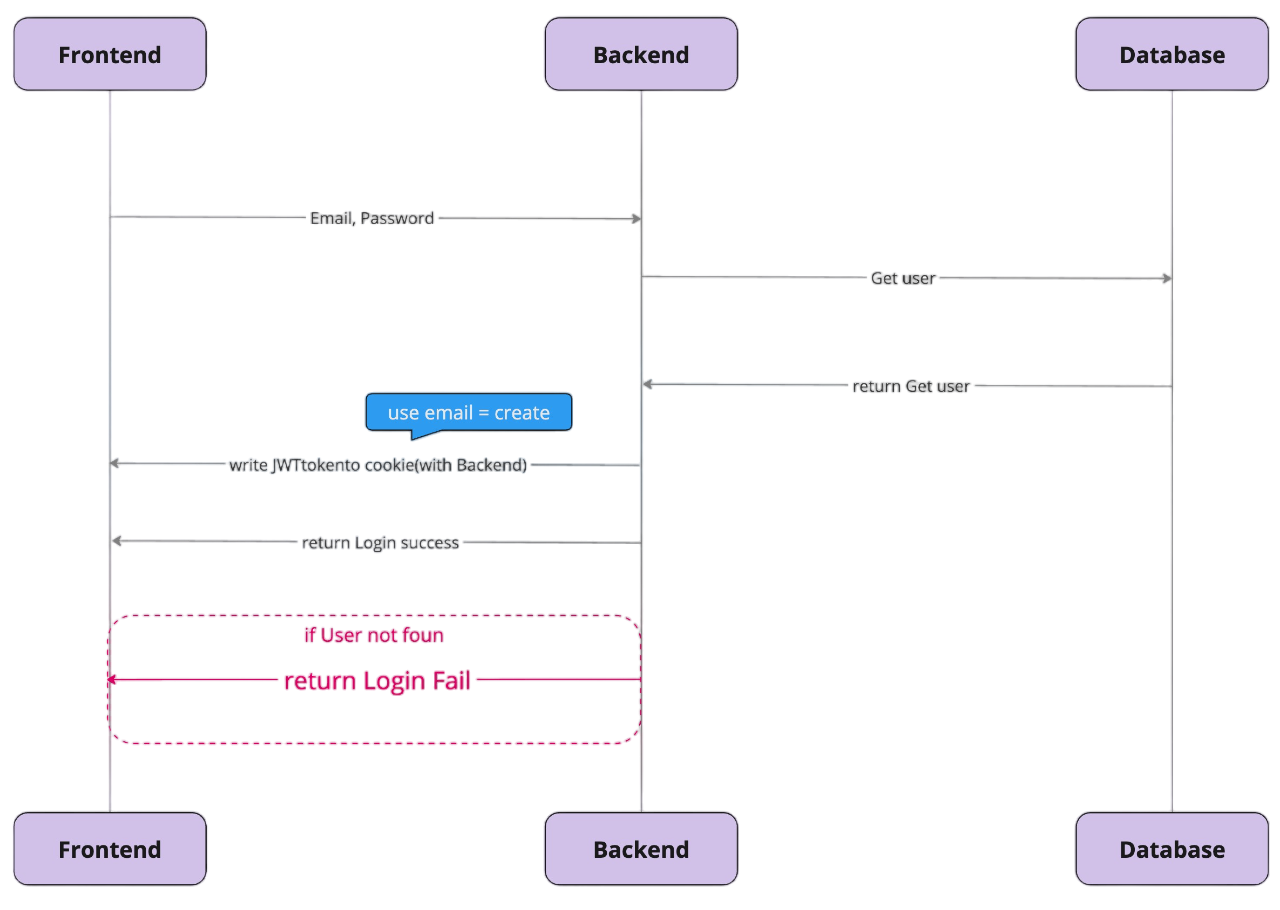 Frontend
Backend
Database
Email, Password
Get user
return Get user
use email = create
write JWTtokento cookie(with Backend)
return Login success
if User not foun
return Login Fail
Frontend
Backend
Database